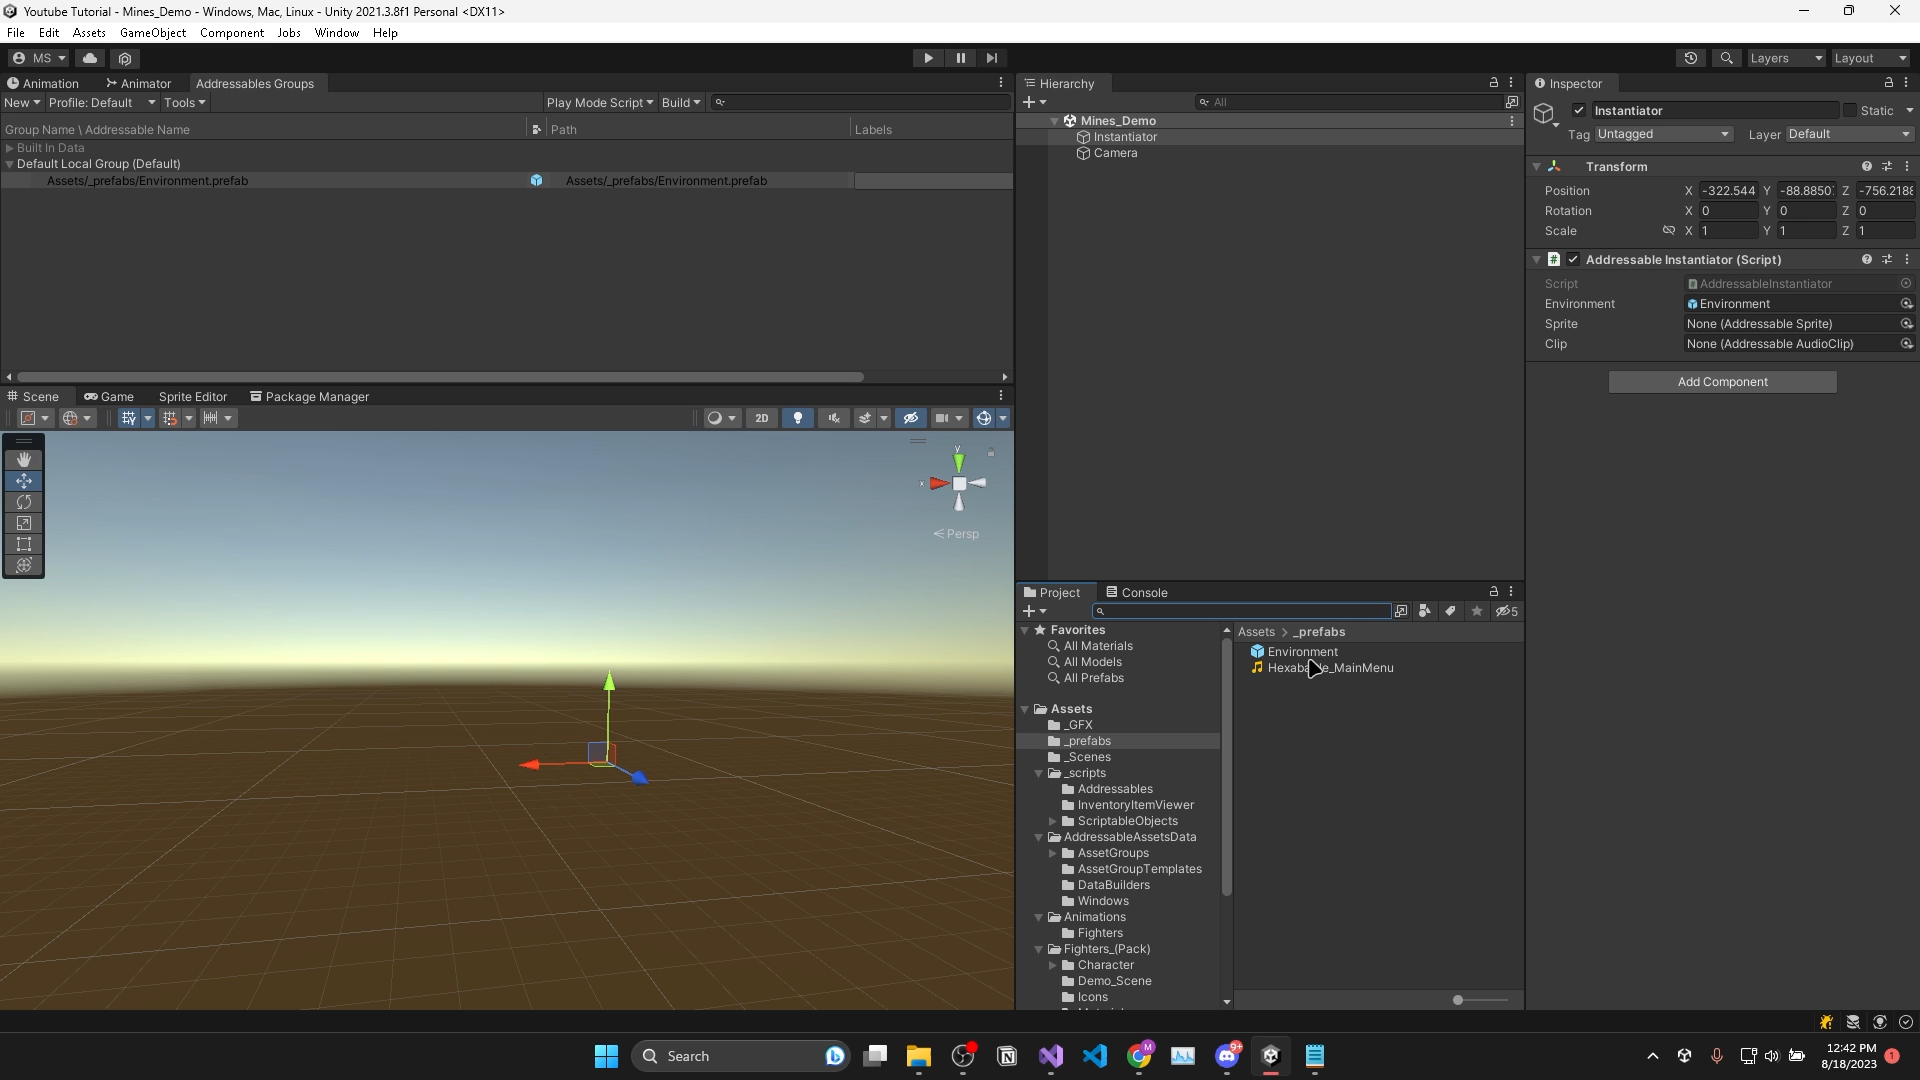 Youtube Tutorial - Mines_Demo - Windows, Mac, Linux - Unity 2021.3.8f1 Personal <DX11>
File Edit Assets GameObject Component Jobs Window Help
MS Layers Layout
Animation Animator Addressables Groups
New Profile: Default Tools Play Mode Script Build
Group Name \ Addressable Name Path Labels
Built In Data
Default Local Group (Default)
Assets/_prefabs/Environment.prefab Assets/_prefabs/Environment.prefab
Scene Game Sprite Editor Package Manager
2D
y
x
Persp
Hierarchy
All
Mines_Demo
Instantiator
Camera
Project Console
5
Favorites
All Materials
All Models
All Prefabs
Assets
_GFX
_prefabs
_Scenes
_scripts
Addressables
InventoryItemViewer
ScriptableObjects
AddressableAssetsData
AssetGroups
AssetGroupTemplates
DataBuilders
Windows
Animations
Fighters
Fighters_(Pack)
Character
Demo_Scene
Icons
Assets > _prefabs
Environment
Inspector
Instantiator Static
Tag Untagged Layer Default
Transform
Position X -322.544 Y -88.8850 Z -756.2188
Rotation X 0 Y 0 Z 0
Scale X 1 Y 1 Z 1
# Addressable Instantiator (Script)
Script AddressableInstantiator
Environment Environment
Sprite None (Addressable Sprite)
Clip None (Addressable AudioClip)
Add Component
Search
M
9+
12:42 PM
8/18/2023
1